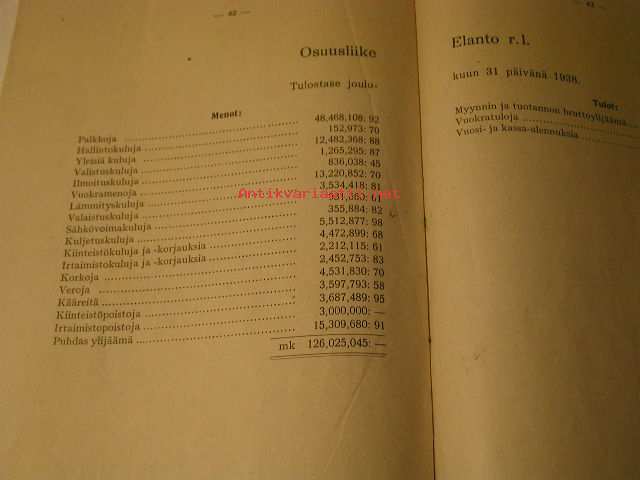 — 42 —
Osuusliike
Tulostase joulu-
Menot:
Palkkoja 48,468,108: 92
Hallintokuluja 152,973: 70
Yleisiä kuluja 12,482,368: 88
Valistuskuluja 1,265,295: 87
Ilmoituskuluja 836,038: 45
Vuokramenoja 13,220,852: 70
Lämmityskuluja 3,534,418: 81
Valaistuskuluja 61
Sähkövoimakuluja 355,884: 82
Kuljetuskuluja 5,512,877: 98
Kiinteistökuluja ja -korjauksia 4,472,899: 68
Irtaimistokuluja ja -korjauksia 2,212,115: 61
Korkoja 2,452,753: 83
Veroja 4,531,830: 70
Kääreitä 3,597,793: 58
Kiinteistöpoistoja 3,687,489: 95
Irtaimistopoistoja 3,000,000: —
Puhdas ylijäämä 15,309,680: 91
mk 126,025,045: —
Antikvariaatti.net
— 43 —
Elanto r.l.
kuun 31 päivänä 1938.
Tulot:
Myynnin ja tuotannon bruttoylijäämä
Vuokratuloja
Vuosi- ja kassa-alennuksia